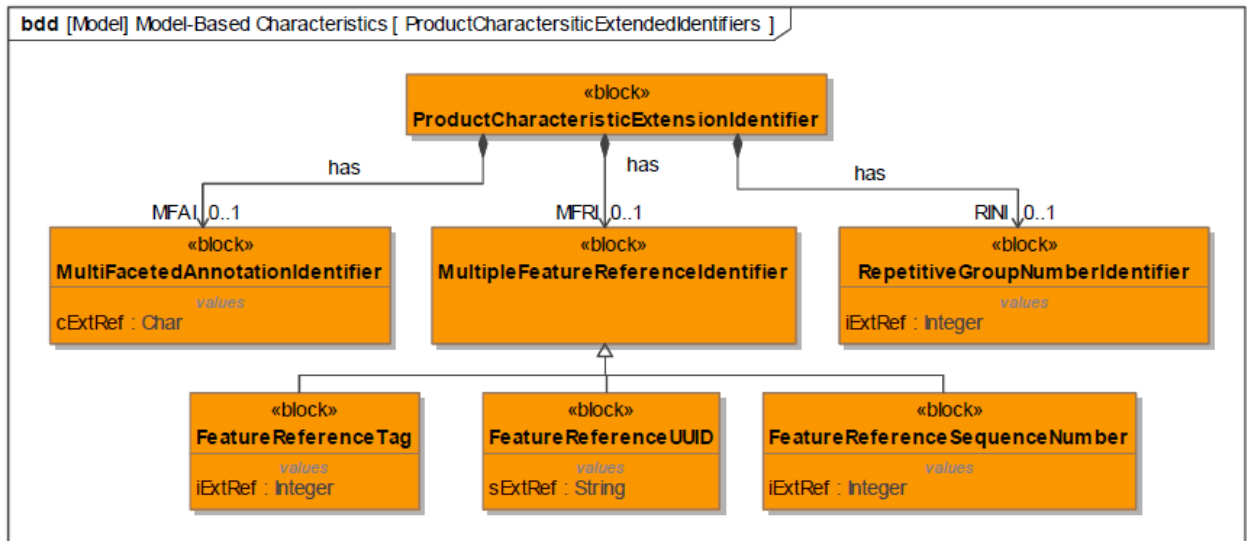 bdd [Model] Model-Based Characteristics [ ProductCharactersiticExtendedIdentifiers ]
«block»
ProductCharacteristicExtensionIdentifier
has
has
has
MFAI 0..1
MFRI 0..1
RINI 0..1
«block»
MultiFacetedAnnotationIdentifier
values
cExtRef : Char
«block»
MultipleFeatureReferenceIdentifier
«block»
RepetitiveGroupNumberIdentifier
values
iExtRef : Integer
«block»
FeatureReferenceTag
values
iExtRef : Integer
«block»
FeatureReferenceUUID
values
sExtRef : String
«block»
FeatureReferenceSequenceNumber
values
iExtRef : Integer